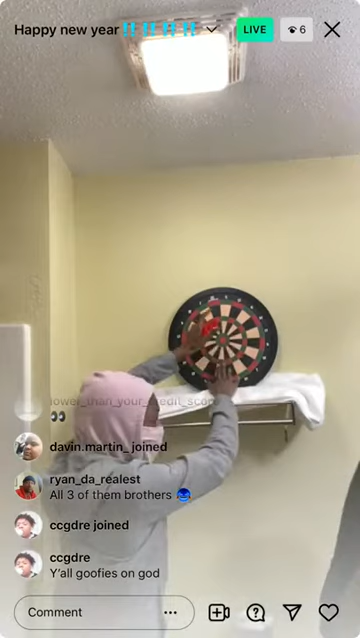 Happy new year ‼️‼️‼️‼️
LIVE
6
lower_than_your_credit_scor
👀
davin.martin_ joined
ryan_da_realest
All 3 of them brothers 🌚
ccgdre joined
ccgdre
Y'all goofies on god
Comment